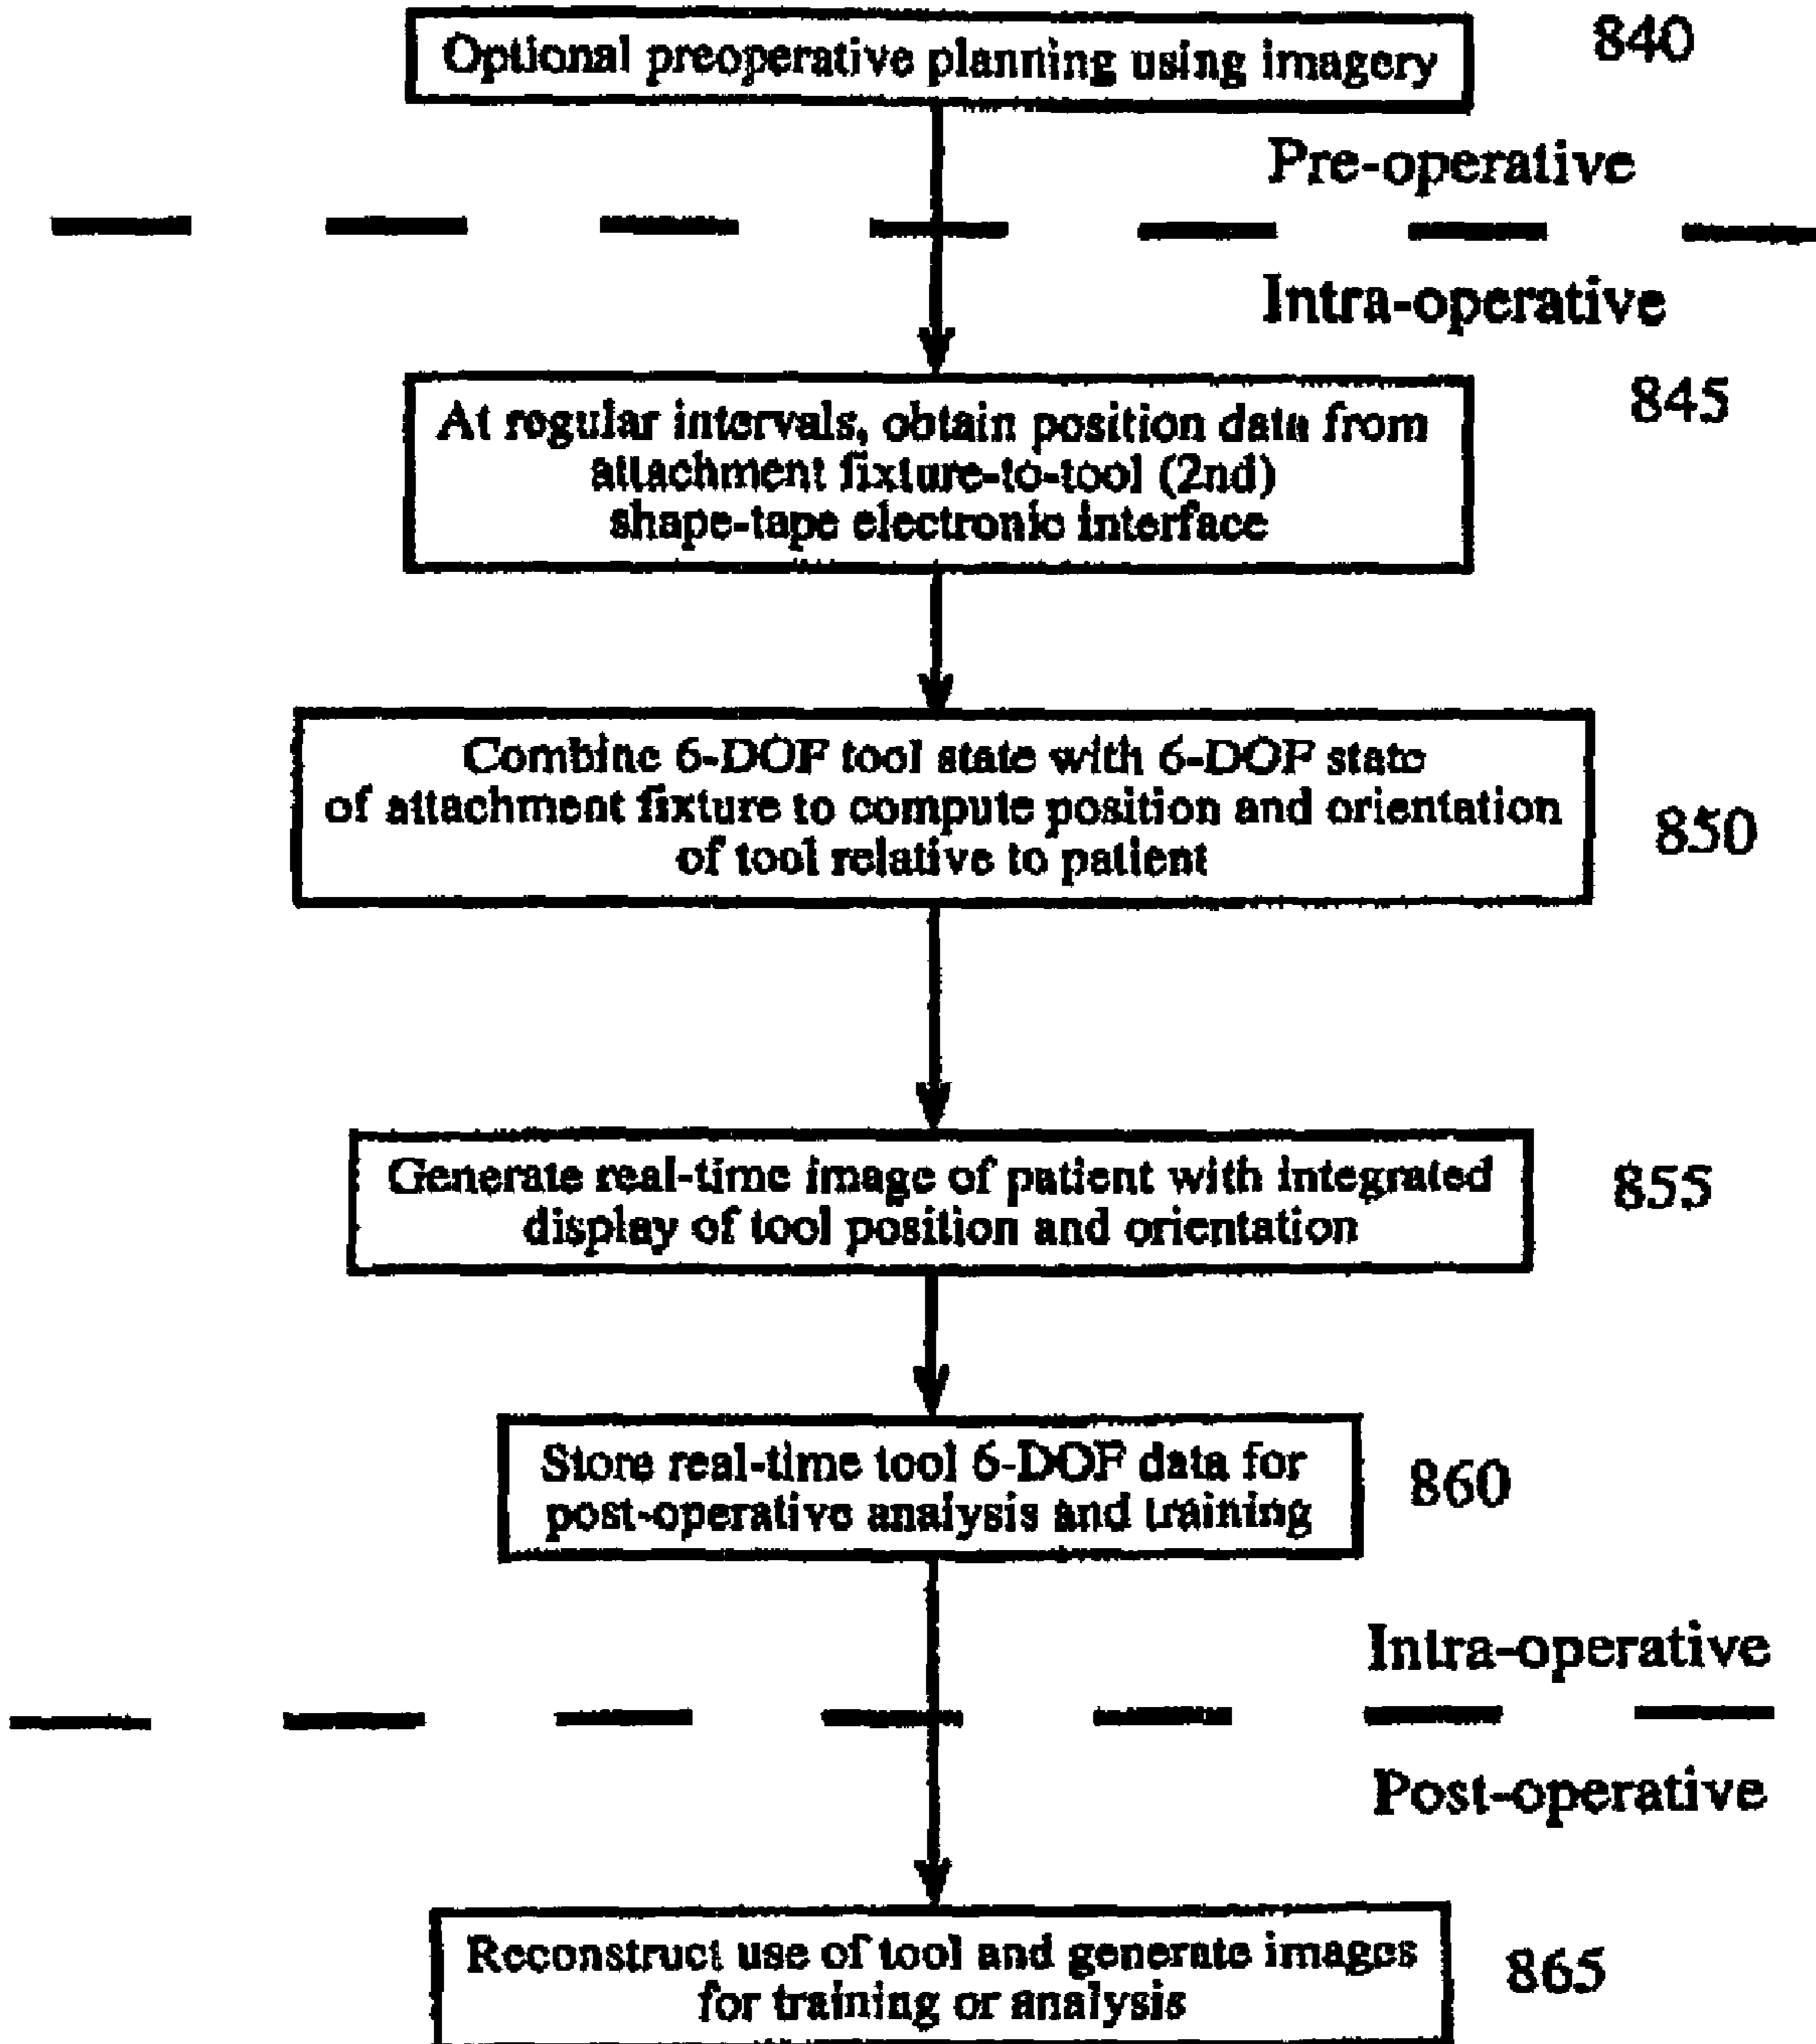 Optional preoperative planning using imagery
840
Pre-operative
Intra-operative
At regular intervals, obtain position data from
attachment fixture-to-tool (2nd)
shape-tape electronic interface
845
Combine 6-DOF tool state with 6-DOF state
of attachment fixture to compute position and orientation
of tool relative to patient
850
Generate real-time image of patient with integrated
display of tool position and orientation
855
Store real-time tool 6-DOF data for
post-operative analysis and training
860
Intra-operative
Post-operative
Reconstruct use of tool and generate images
for training or analysis
865